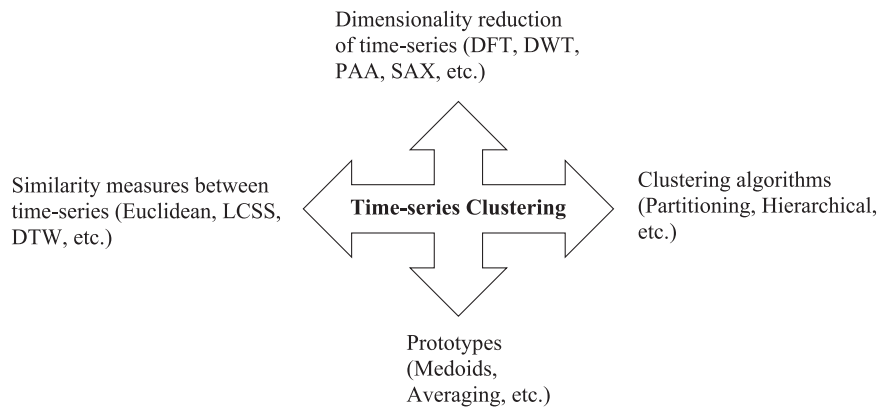 Dimensionality reduction
of time-series (DFT, DWT,
PAA, SAX, etc.)
Similarity measures between
time-series (Euclidean, LCSS,
DTW, etc.)
Time-series Clustering
Clustering algorithms
(Partitioning, Hierarchical,
etc.)
Prototypes
(Medoids,
Averaging, etc.)